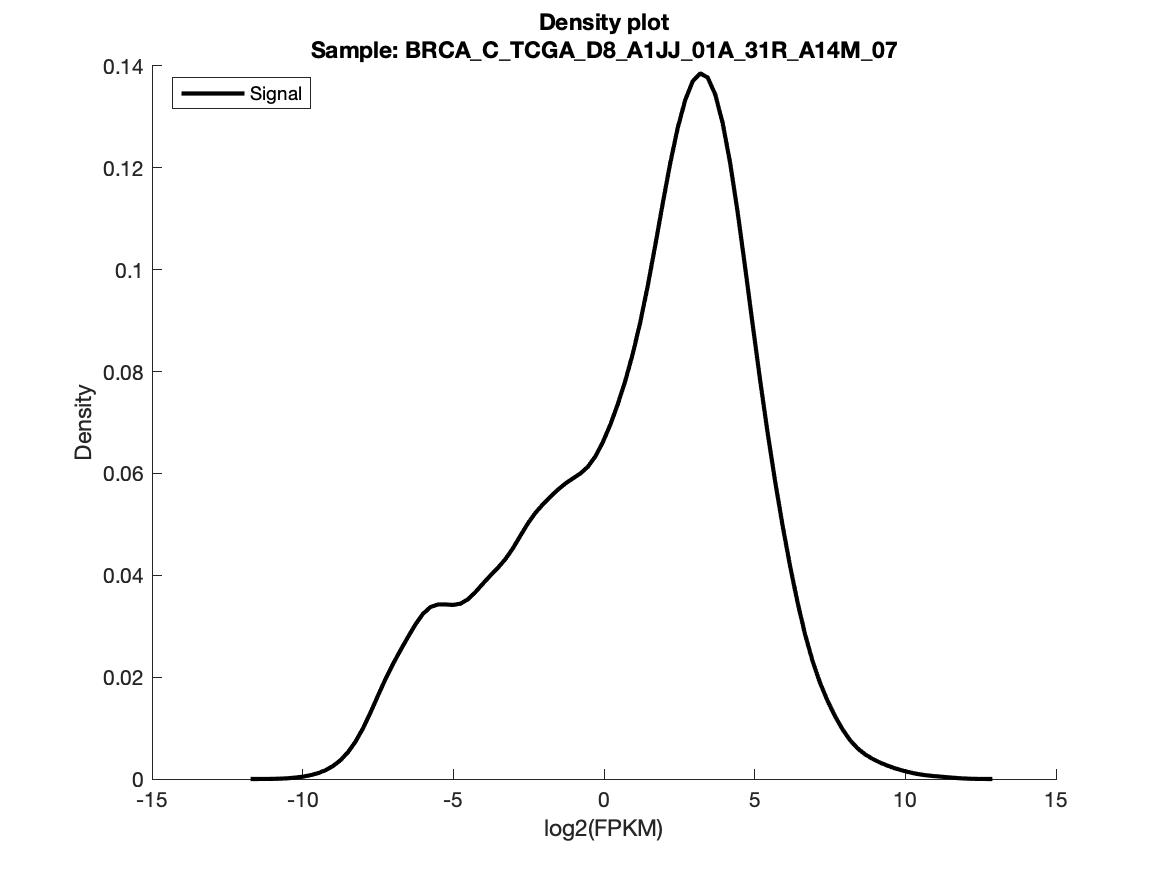 Density plot
Sample: BRCA_C_TCGA_D8_A1JJ_01A_31R_A14M_07
Signal
0.14
0.12
0.1
0.08
0.06
0.04
0.02
0
Density
-15 -10 -5 0 5 10 15
log2(FPKM)